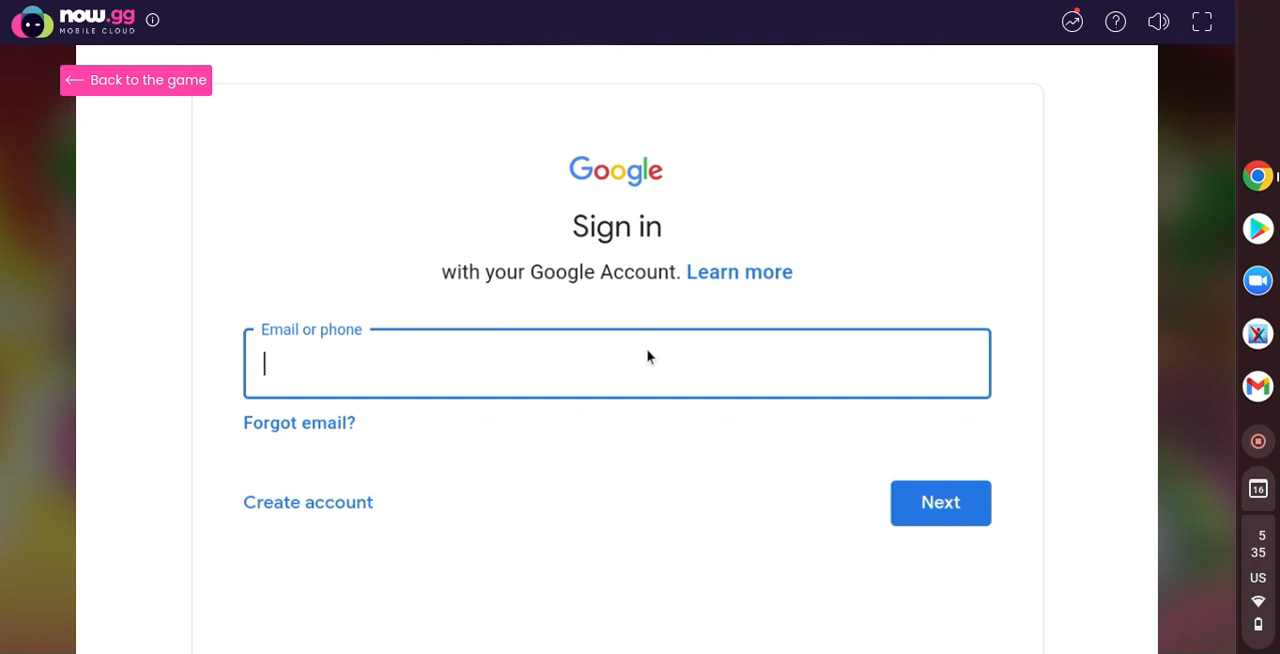 now.gg
MOBILE CLOUD
Back to the game
Google
Sign in
with your Google Account. Learn more
Email or phone
Forgot email?
Create account
Next
16
5
35
US